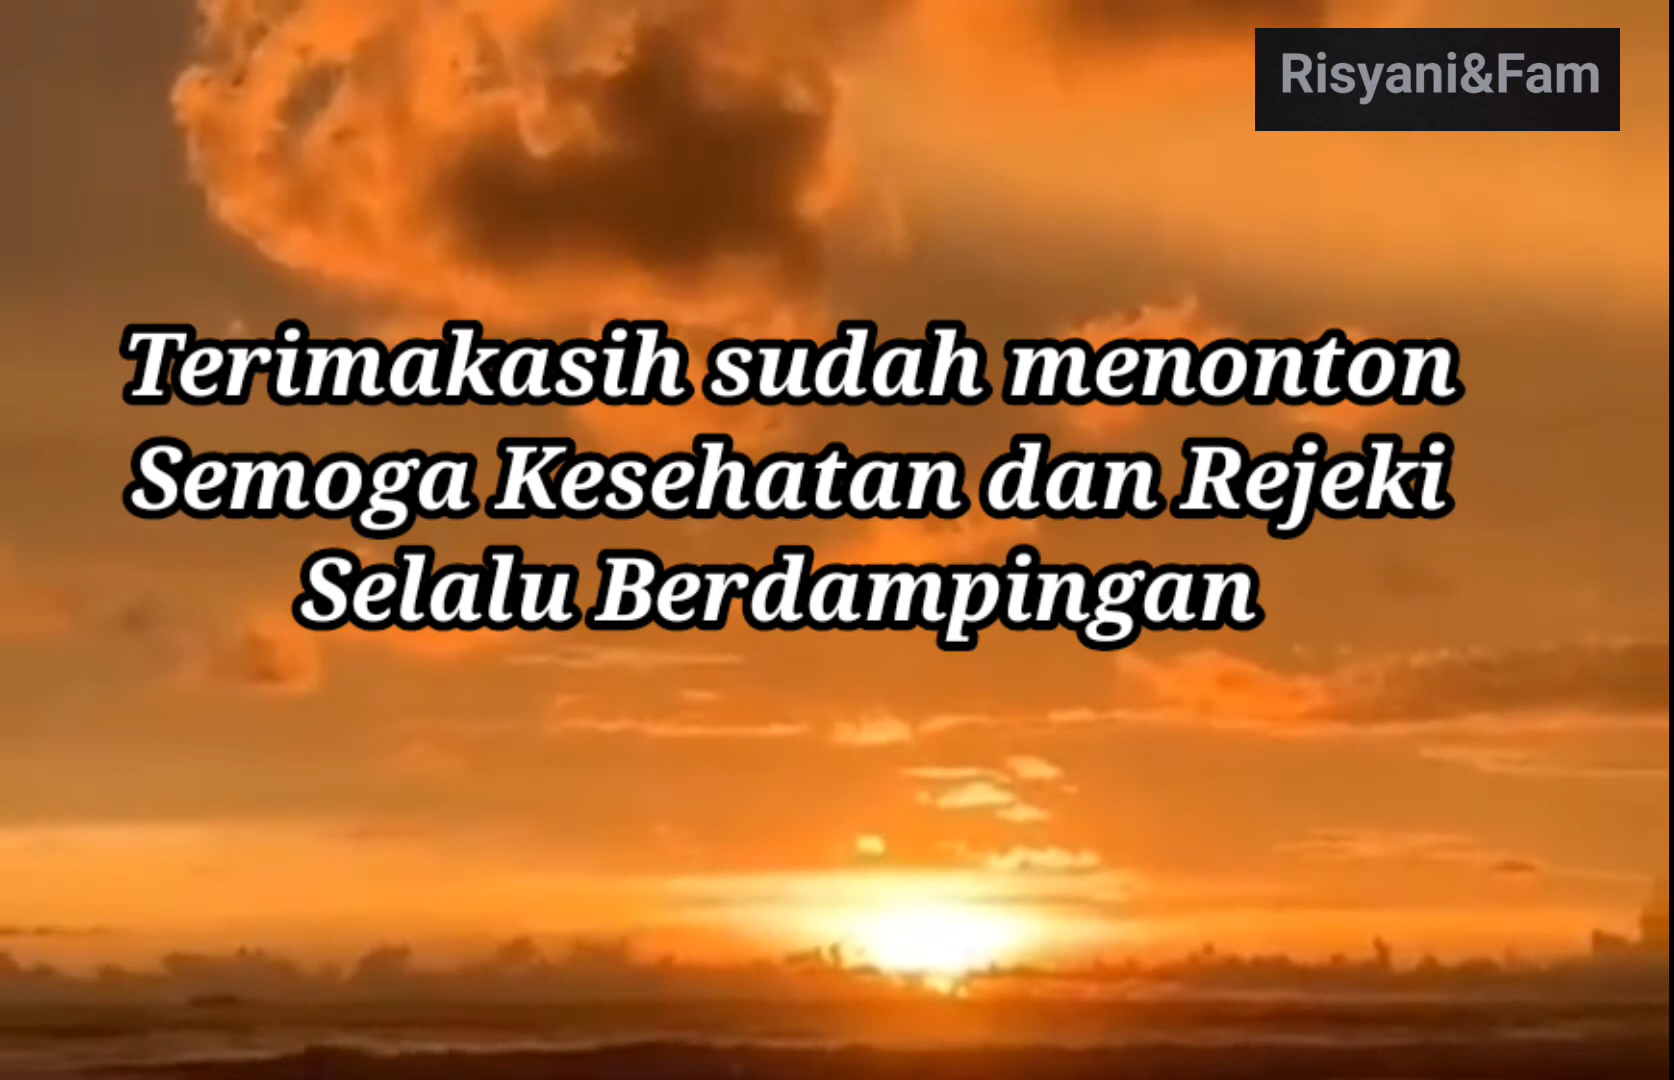 Risyani&Fam
Terimakasih sudah menonton
Semoga Kesehatan dan Rejeki
Selalu Berdampingan